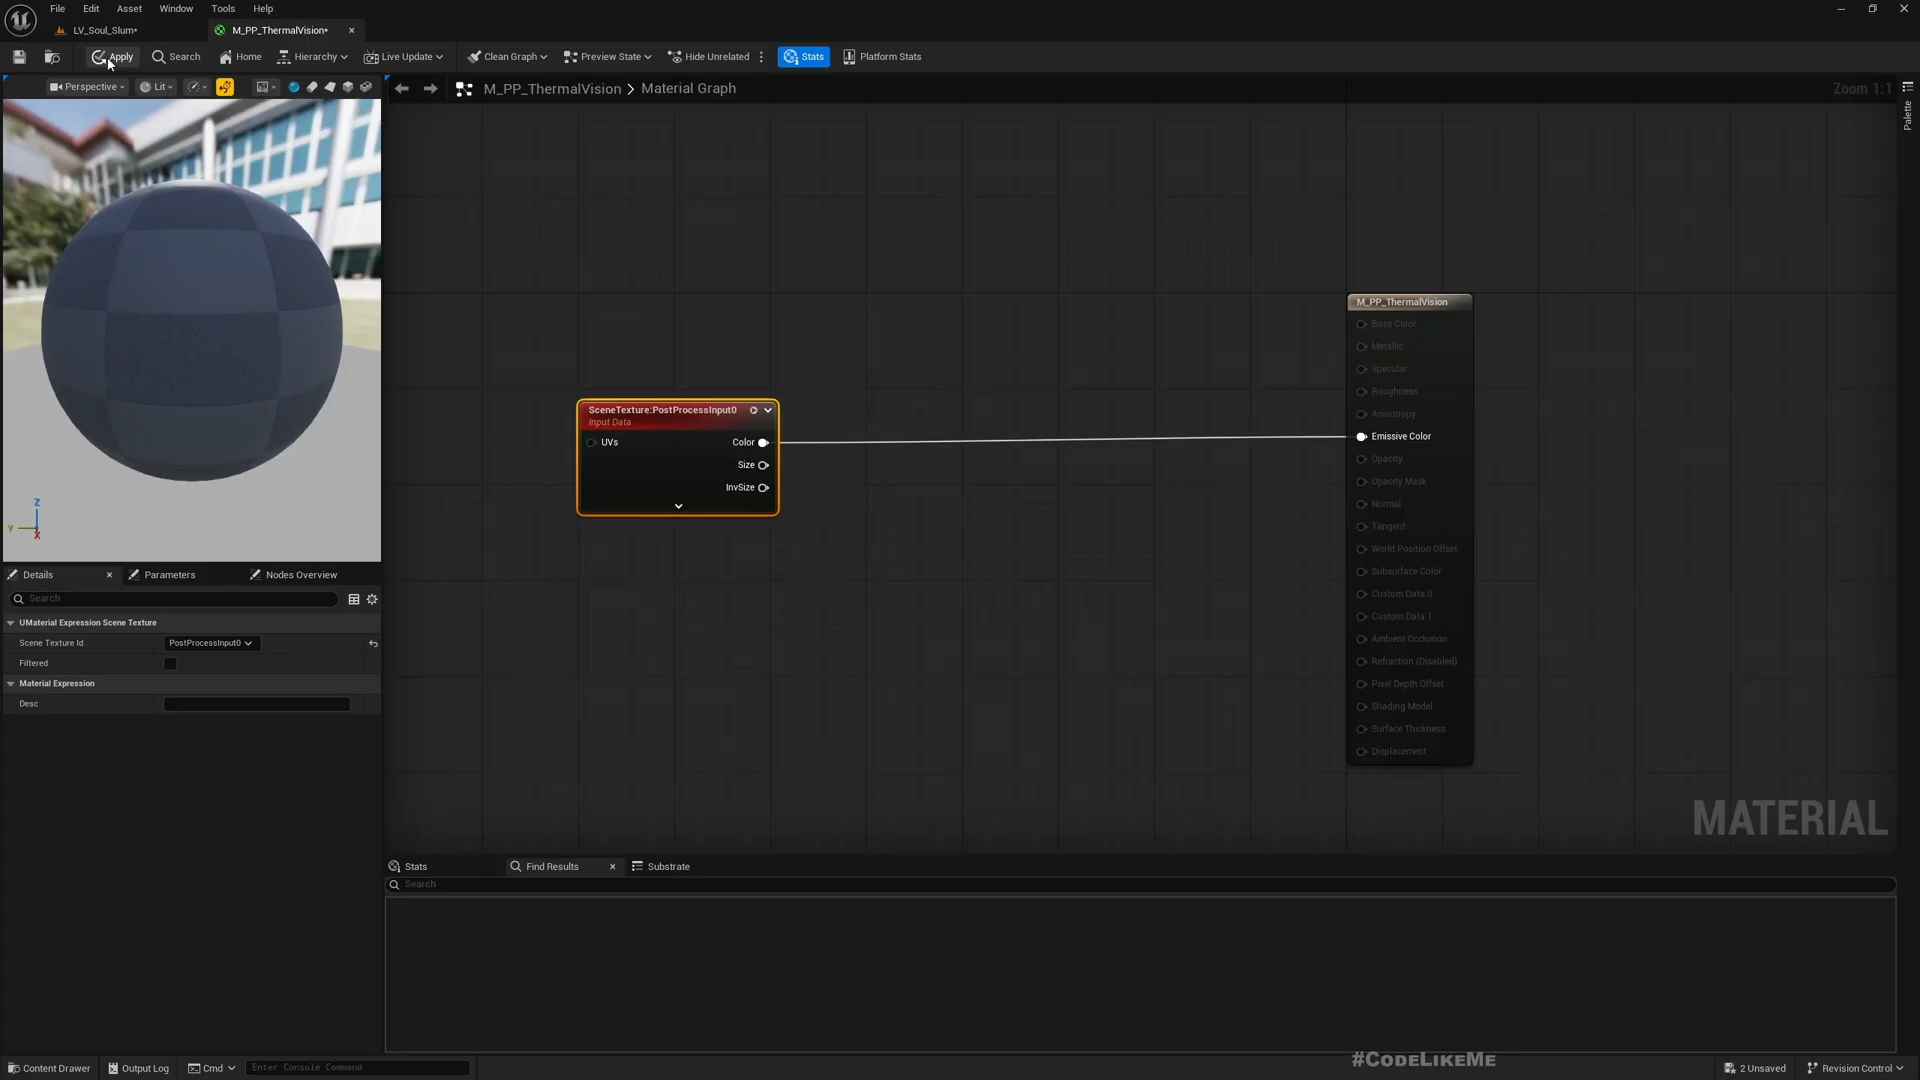 File Edit Asset Window Tools Help
LV_Soul_Slum*
M_PP_ThermalVision*
Apply Search Home Hierarchy Live Update Clean Graph Preview State Hide Unrelated Stats Platform Stats
Perspective Lit
M_PP_ThermalVision > Material Graph
Zoom 1:1
Palette
M_PP_ThermalVision
Base Color
Metallic
Specular
Roughness
Anisotropy
Emissive Color
Opacity
Opacity Mask
Normal
Tangent
World Position Offset
Subsurface Color
Custom Data 0
Custom Data 1
Ambient Occlusion
Refraction (Disabled)
Pixel Depth Offset
Shading Model
Surface Thickness
Displacement
SceneTexture:PostProcessInput0
Input Data
UVs Color
Size
InvSize
Z
Y
X
MATERIAL
Details Parameters Nodes Overview
Search
UMaterial Expression Scene Texture
Scene Texture Id PostProcessInput0
Filtered
Material Expression
Desc
Stats Find Results Substrate
Search
#CodeLikeMe
Content Drawer Output Log Cmd Enter Console Command 2 Unsaved Revision Control